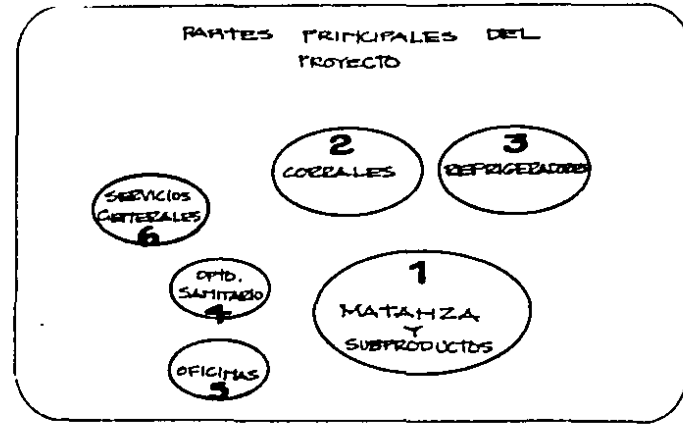 PARTES PRINCIPALES DEL
PROYECTO
2
CORRALES
3
REFRIGERADORES
SERVICIOS
GENERALES
6
1
MATANZA
Y
SUBPRODUCTOS
DPTO.
SANITARIO
4
OFICINAS
5